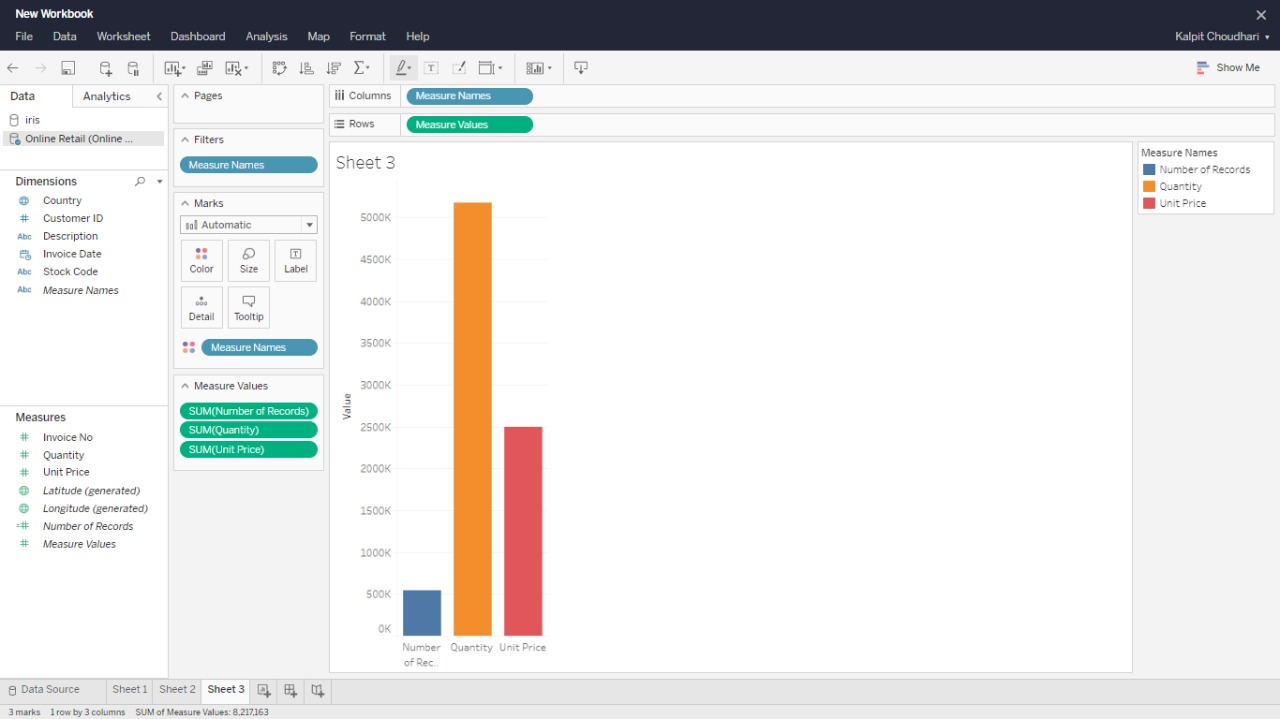 New Workbook
File Data Worksheet Dashboard Analysis Map Format Help
Kalpit Choudhari
Show Me
Data Analytics
iris
Online Retail (Online ...
Dimensions
Country
Customer ID
Abc Description
Invoice Date
Abc Stock Code
Abc Measure Names
Measures
Invoice No
Quantity
Unit Price
Latitude (generated)
Longitude (generated)
Number of Records
Measure Values
Pages
Filters
Measure Names
Marks
Automatic
Color Size Label
Detail Tooltip
Measure Names
Measure Values
SUM(Number of Records)
SUM(Quantity)
SUM(Unit Price)
Columns Measure Names
Rows Measure Values
Sheet 3
5000K
4500K
4000K
3500K
3000K
2500K
2000K
1500K
1000K
500K
0K
Value
Number of Rec..
Quantity
Unit Price
Measure Names
Number of Records
Quantity
Unit Price
Data Source Sheet 1 Sheet 2 Sheet 3
3 marks 1 row by 3 columns SUM of Measure Values: 8,217,163